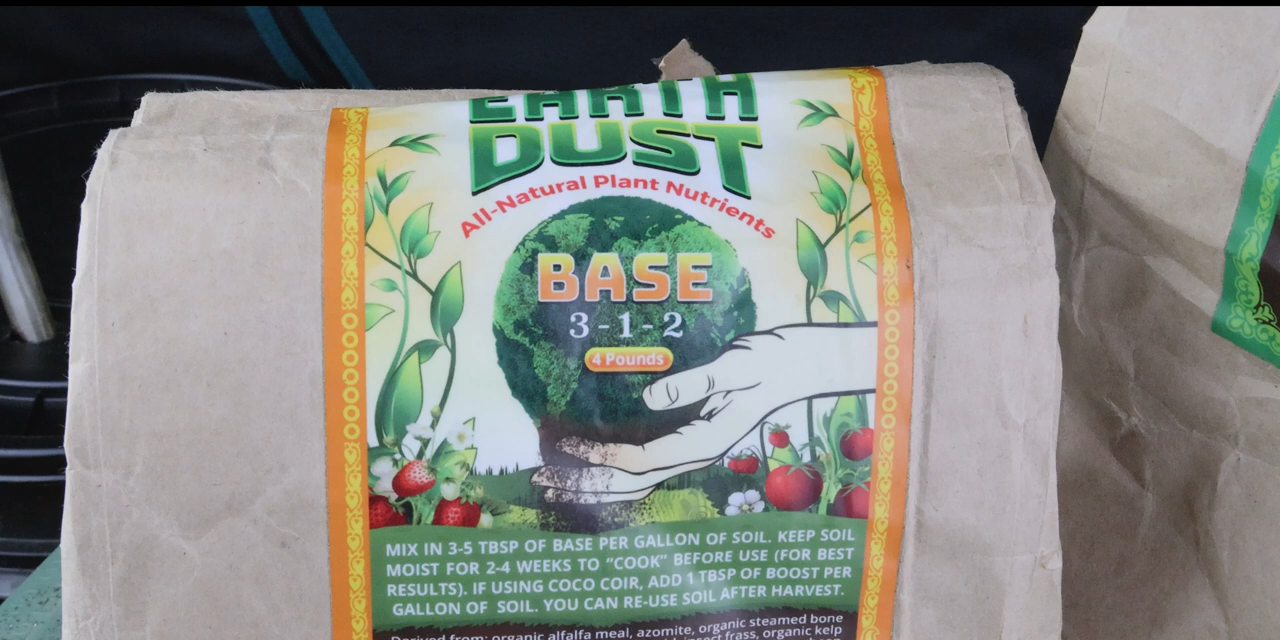 EARTH
DUST
All-Natural Plant Nutrients
BASE
3-1-2
4 Pounds
MIX IN 3-5 TBSP OF BASE PER GALLON OF SOIL. KEEP SOIL
MOIST FOR 2-4 WEEKS TO “COOK” BEFORE USE (FOR BEST
RESULTS). IF USING COCO COIR, ADD 1 TBSP OF BOOST PER
GALLON OF SOIL. YOU CAN RE-USE SOIL AFTER HARVEST.
Derived from: organic alfalfa meal, azomite, organic steamed bone
insect frass, organic kelp